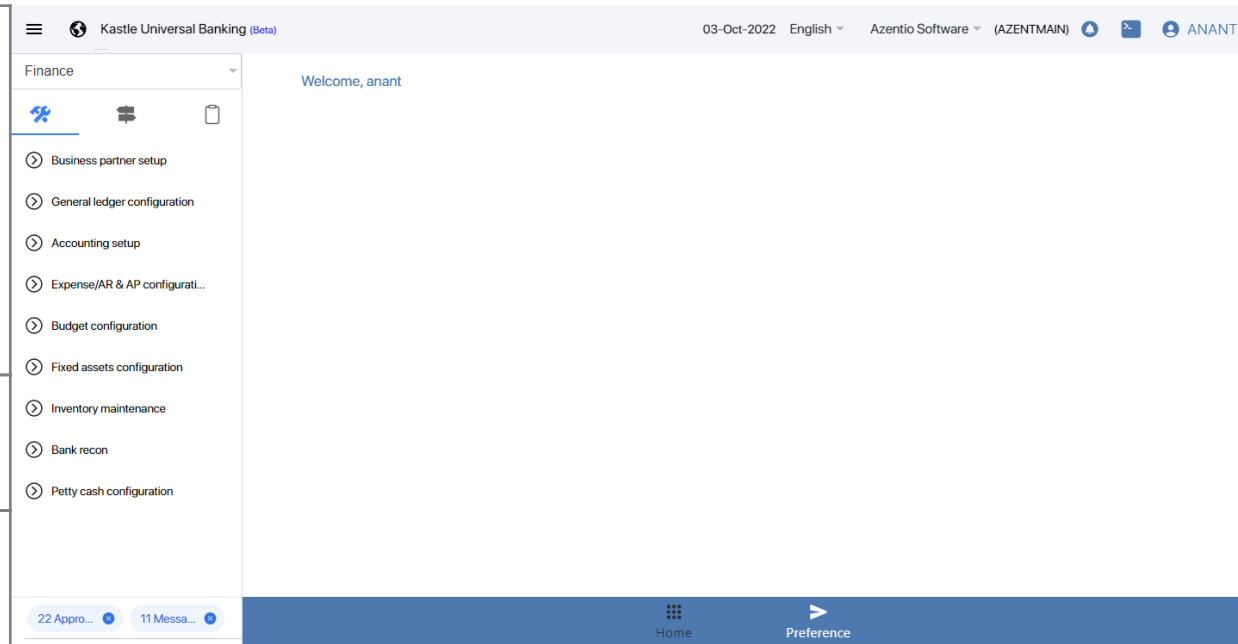 Kastle Universal Banking (Beta) 03-Oct-2022 English Azentio Software (AZENTMAIN) ANANT
Finance
Welcome, anant
Business partner setup
General ledger configuration
Accounting setup
Expense/AR & AP configurati...
Budget configuration
Fixed assets configuration
Inventory maintenance
Bank recon
Petty cash configuration
22 Appro... 11 Messa...
Home Preference